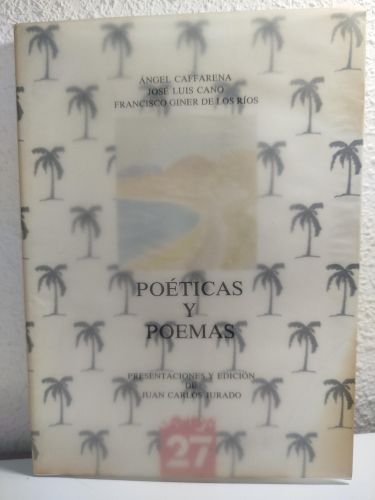 ÁNGEL CAFFARENA
JOSÉ LUIS CANO
FRANCISCO GINER DE LOS RÍOS
POÉTICAS
Y
POEMAS
PRESENTACIONES Y EDICIÓN
DE
JUAN CARLOS JURADO
27